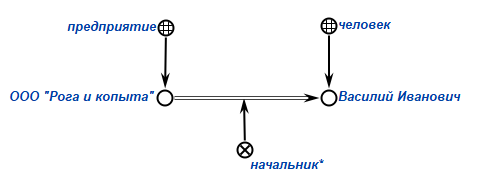 предприятие
человек
ООО "Рога и копыта"
Василий Иванович
начальник*